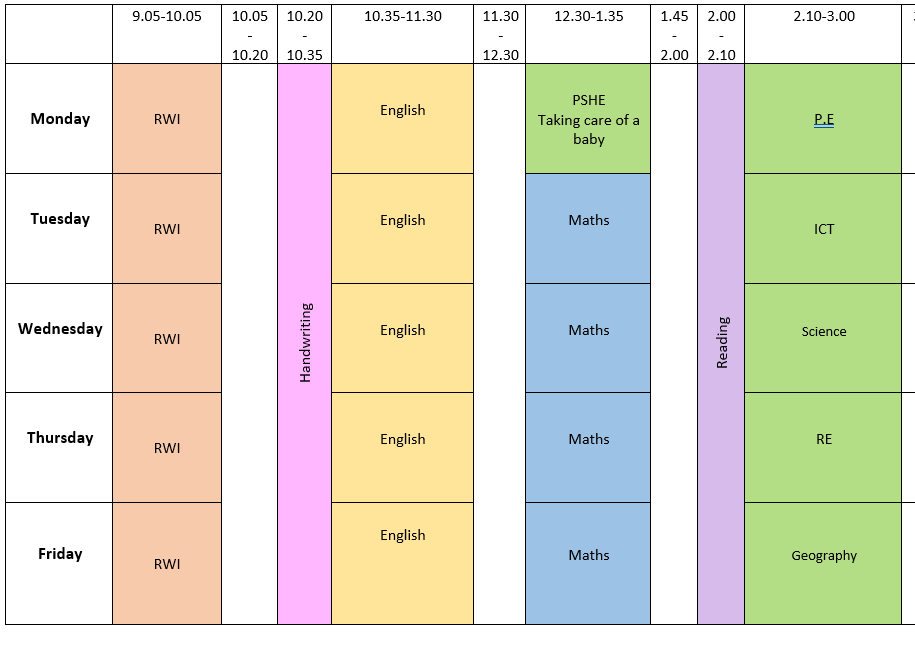 9.05-10.05 10.05 - 10.20 10.20 - 10.35 10.35-11.30 11.30 - 12.30 12.30-1.35 1.45 - 2.00 2.00 - 2.10 2.10-3.00
Monday RWI English PSHE Taking care of a baby P.E
Tuesday RWI English Maths ICT
Wednesday RWI Handwriting English Maths Reading Science
Thursday RWI English Maths RE
Friday RWI English Maths Geography